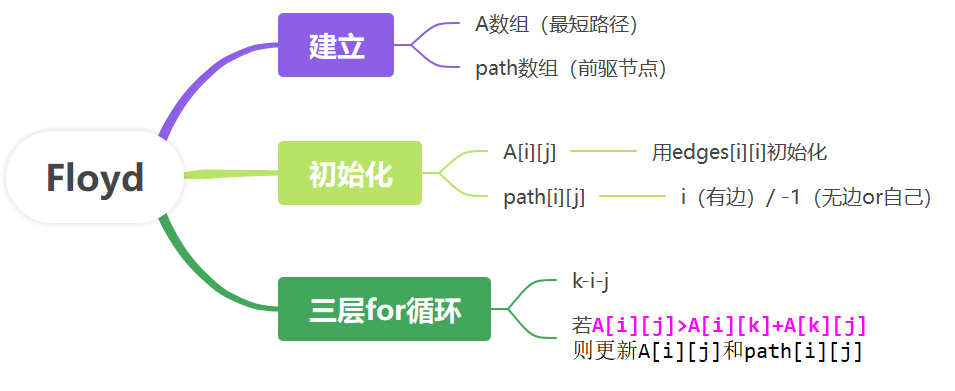 Floyd
建立
A数组（最短路径）
path数组（前驱节点）
初始化
A[i][j]
用edges[i][i]初始化
path[i][j]
i（有边）/ -1（无边or自己）
三层for循环
k-i-j
若A[i][j]>A[i][k]+A[k][j]
则更新A[i][j]和path[i][j]